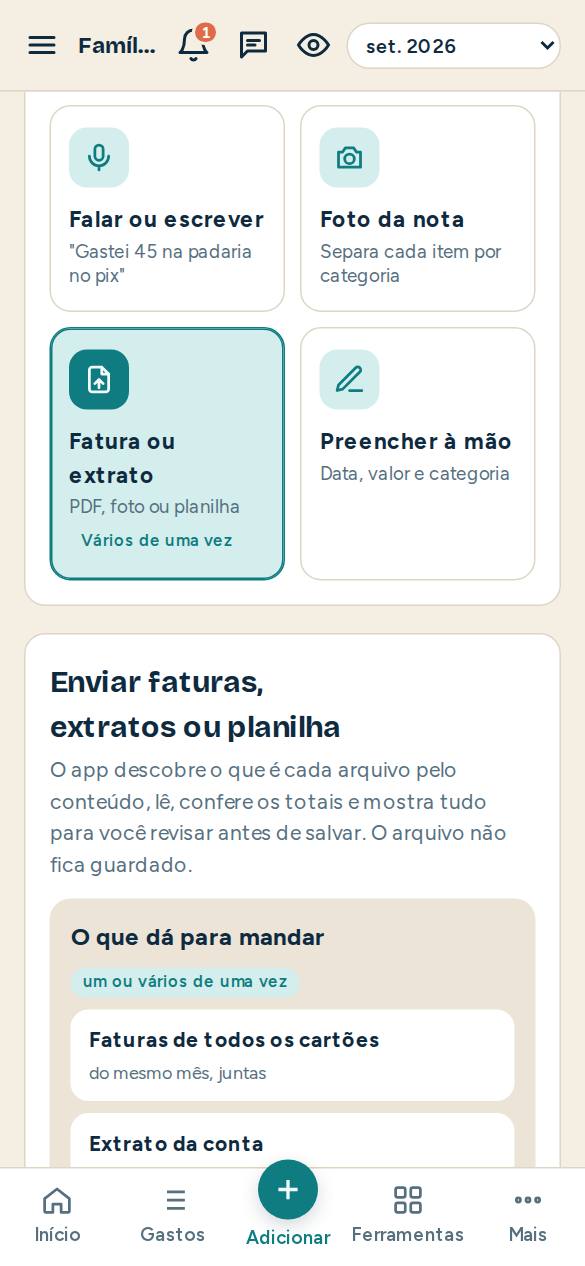 Famíl...
1
set. 2026
Falar ou escrever
"Gastei 45 na padaria
no pix"
Foto da nota
Separa cada item por
categoria
Fatura ou
extrato
PDF, foto ou planilha
Vários de uma vez
Preencher à mão
Data, valor e categoria
Enviar faturas,
extratos ou planilha
O app descobre o que é cada arquivo pelo
conteúdo, lê, confere os totais e mostra tudo
para você revisar antes de salvar. O arquivo não
fica guardado.
O que dá para mandar
um ou vários de uma vez
Faturas de todos os cartões
do mesmo mês, juntas
Extrato da conta
Início
Gastos
Adicionar
Ferramentas
Mais